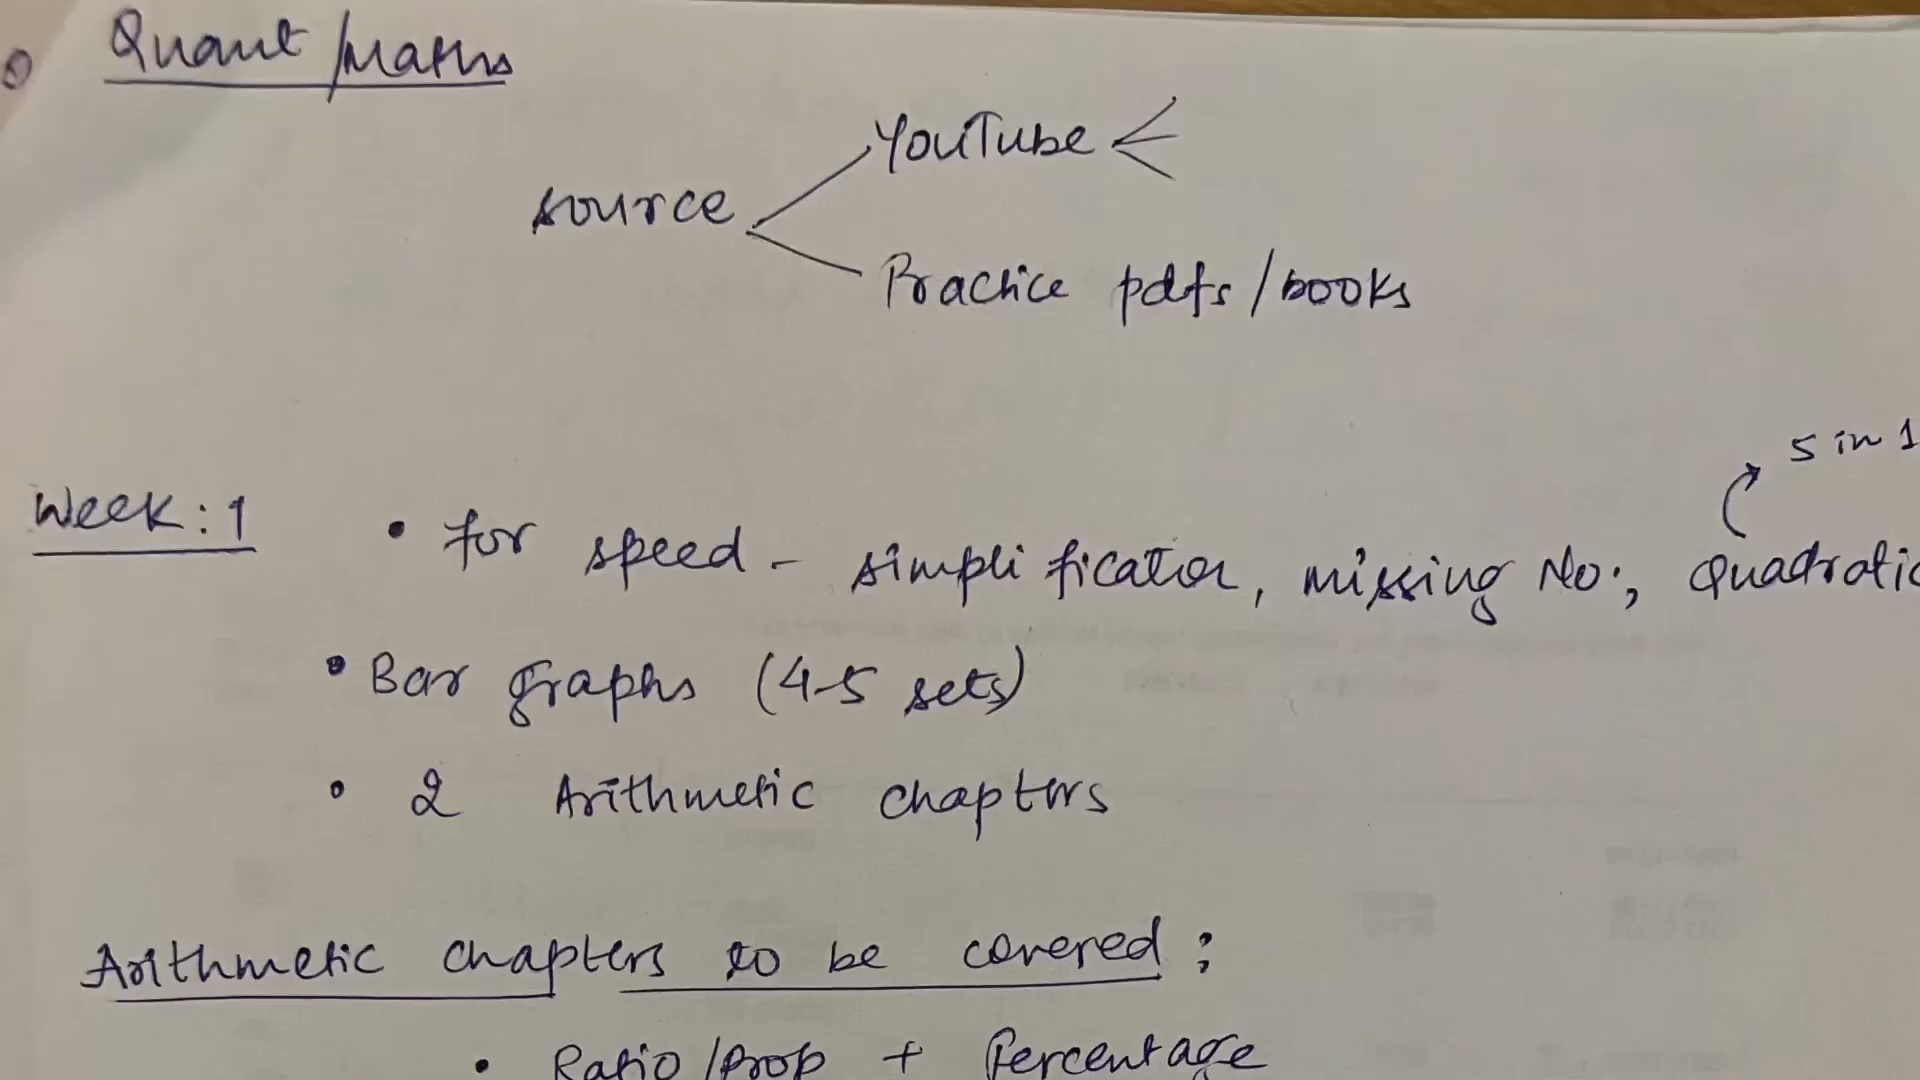 Quant/Maths
YouTube
source
Practice pdfs/books
5 in 1
Week: 1
• for speed - simplification, missing No:, Quadratic
• Bar graphs (4-5 sets)
• 2 Arithmetic chapters
Arithmetic chapters to be covered:
• Ratio/Prop + Percentage